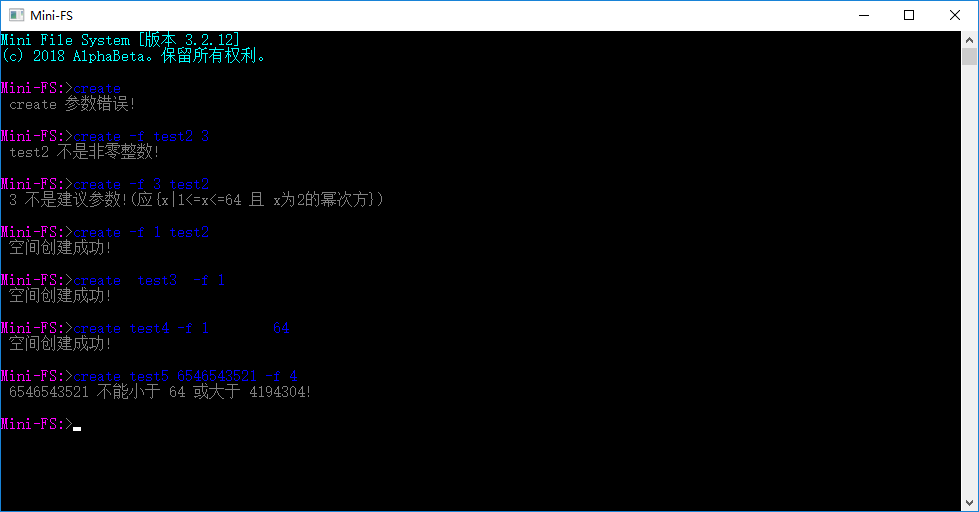 Mini-FS
Mini File System [版本 3.2.12]
(c) 2018 AlphaBeta。保留所有权利。
Mini-FS:>create
create 参数错误!
Mini-FS:>create -f test2 3
test2 不是非零整数!
Mini-FS:>create -f 3 test2
3 不是建议参数!(应{x|1<=x<=64 且 x为2的幂次方})
Mini-FS:>create -f 1 test2
空间创建成功!
Mini-FS:>create  test3  -f 1
空间创建成功!
Mini-FS:>create test4 -f 1        64
空间创建成功!
Mini-FS:>create test5 6546543521 -f 4
6546543521 不能小于 64 或大于 4194304!
Mini-FS:>